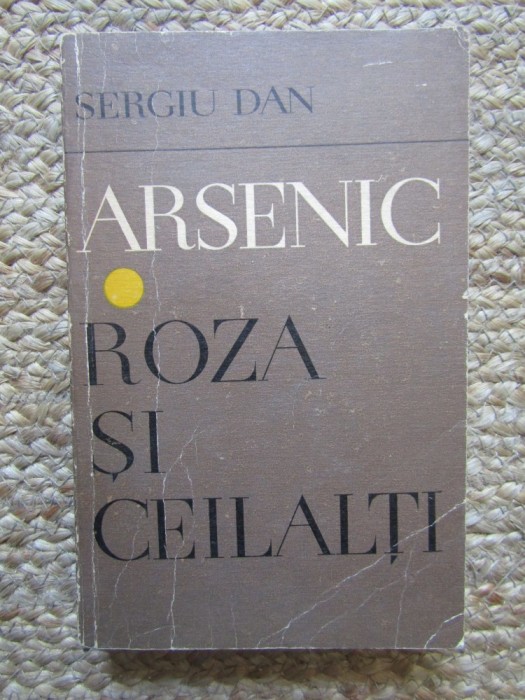 SERGIU DAN
ARSENIC
ROZA
ȘI
CEILALȚI